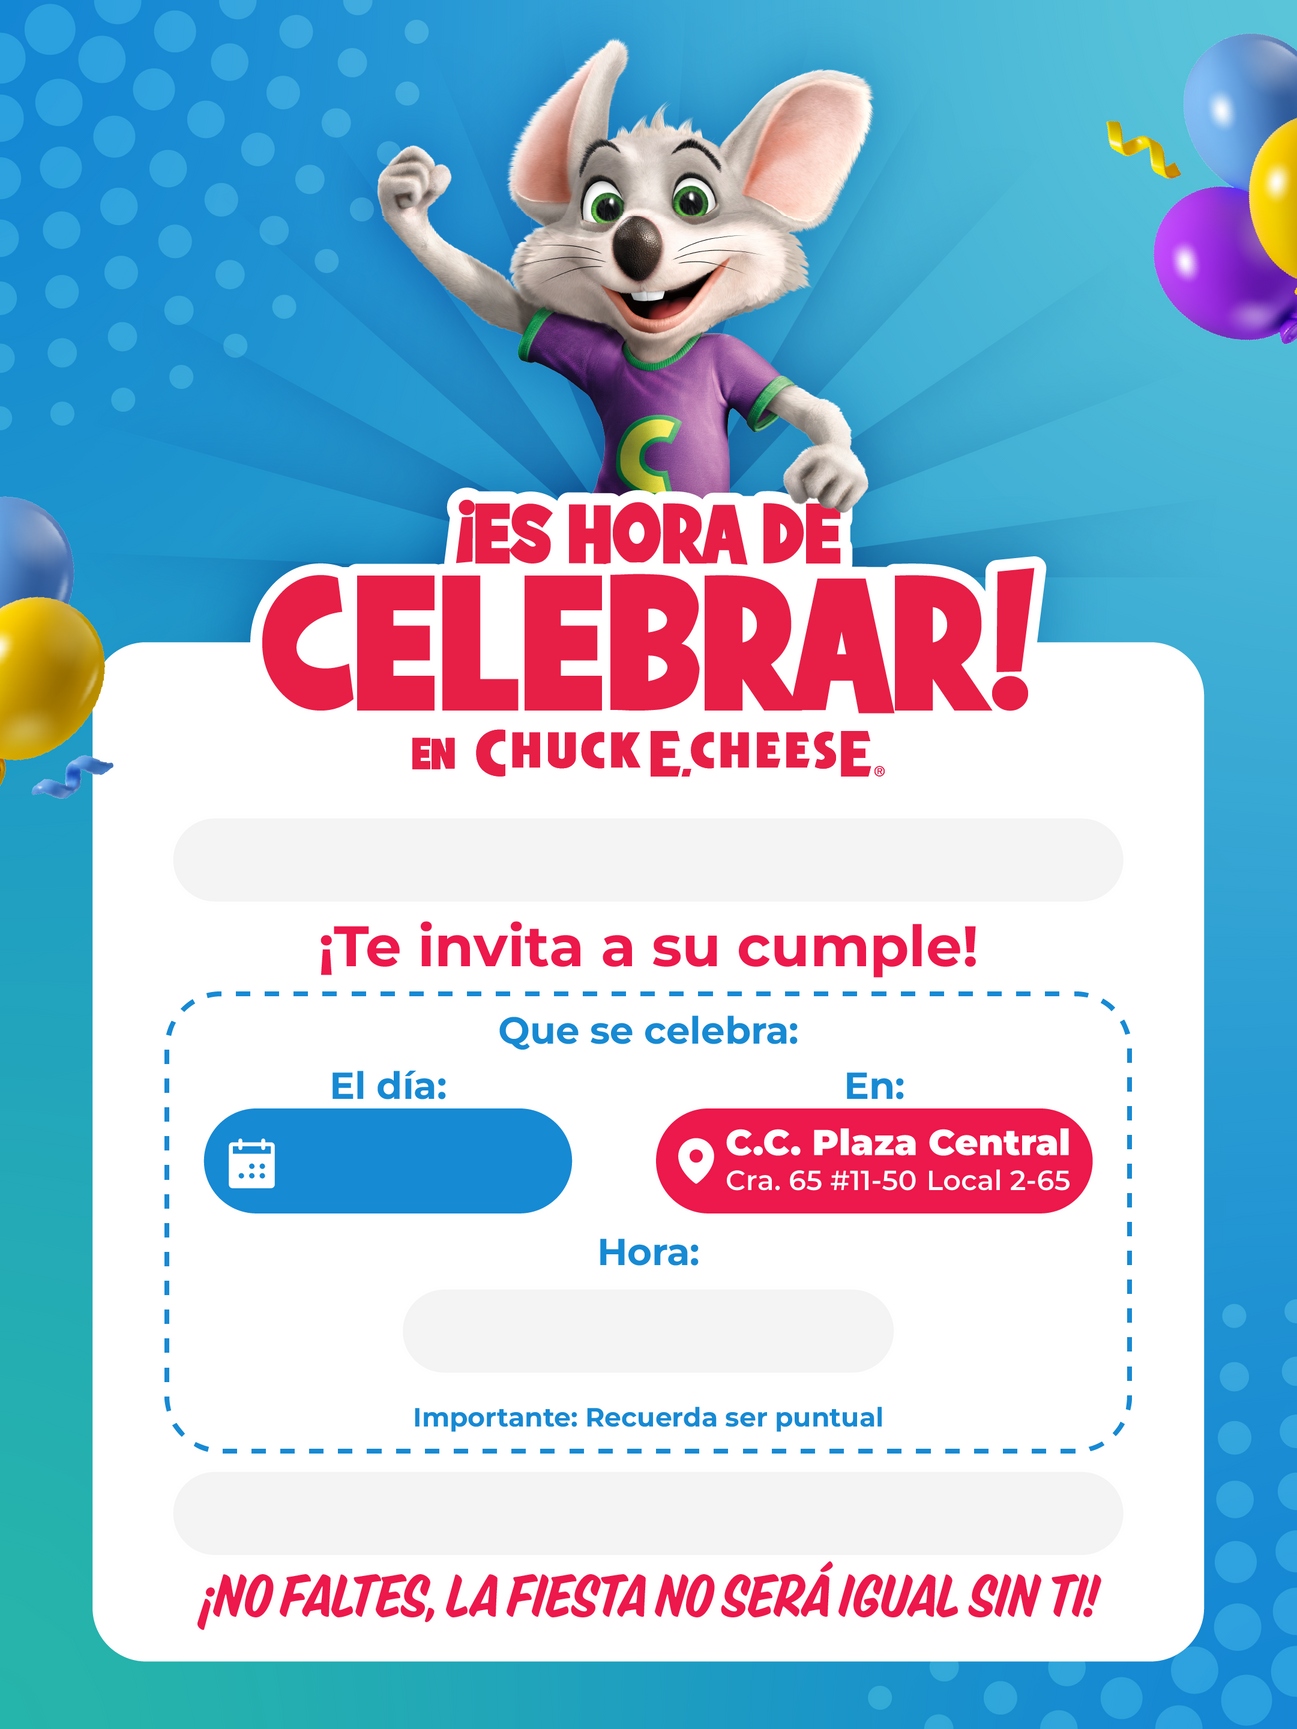 ¡ES HORA DE
CELEBRAR!
EN CHUCK E. CHEESE®
¡Te invita a su cumple!
Que se celebra:
El día:
En:
C.C. Plaza Central
Cra. 65 #11-50 Local 2-65
Hora:
Importante: Recuerda ser puntual
¡NO FALTES, LA FIESTA NO SERÁ IGUAL SIN TI!